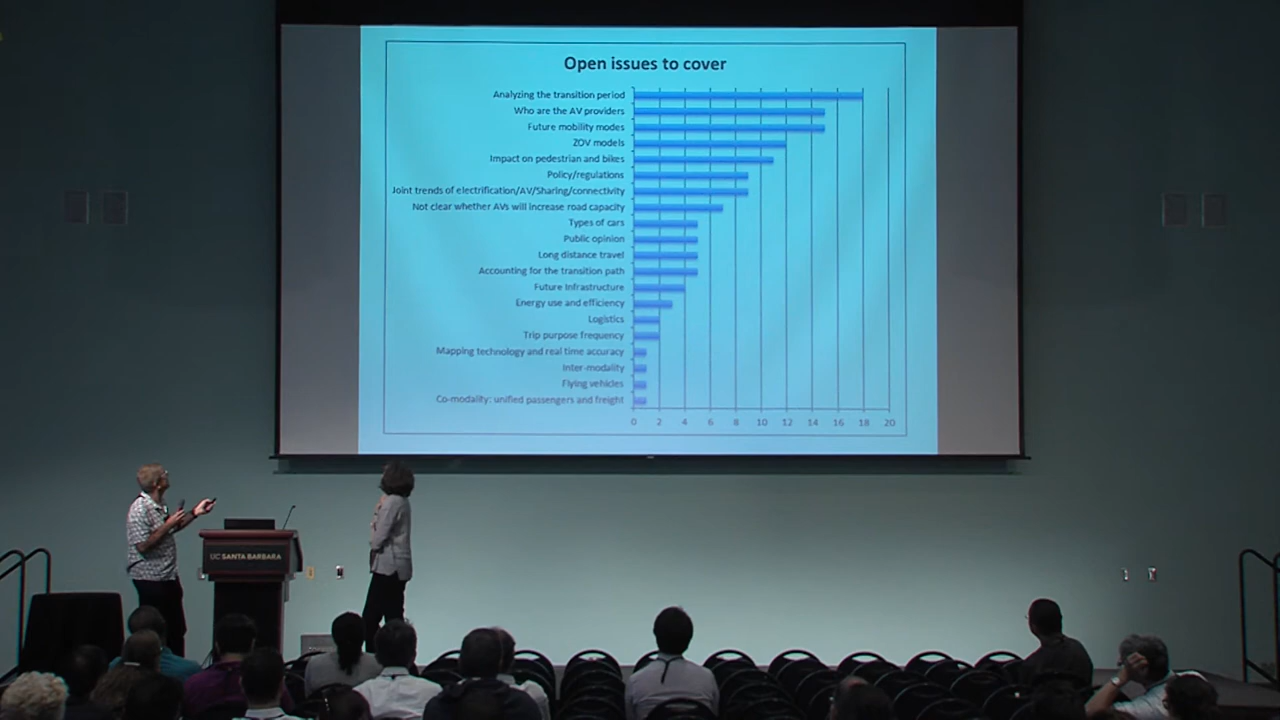 Open issues to cover
Analyzing the transition period
Who are the AV providers
Future mobility modes
ZOV models
Impact on pedestrian and bikes
Policy/regulations
Joint trends of electrification/AV/Sharing/connectivity
Not clear whether AVs will increase road capacity
Types of cars
Public opinion
Long distance travel
Accounting for the transition path
Future Infrastructure
Energy use and efficiency
Logistics
Trip purpose frequency
Mapping technology and real time accuracy
Inter-modality
Flying vehicles
Co-modality: unified passengers and freight
0 2 4 6 8 10 12 14 16 18 20
UC SANTA BARBARA